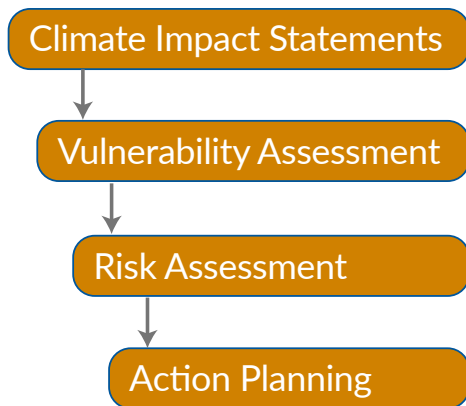 Climate Impact Statements
Vulnerability Assessment
Risk Assessment
Action Planning